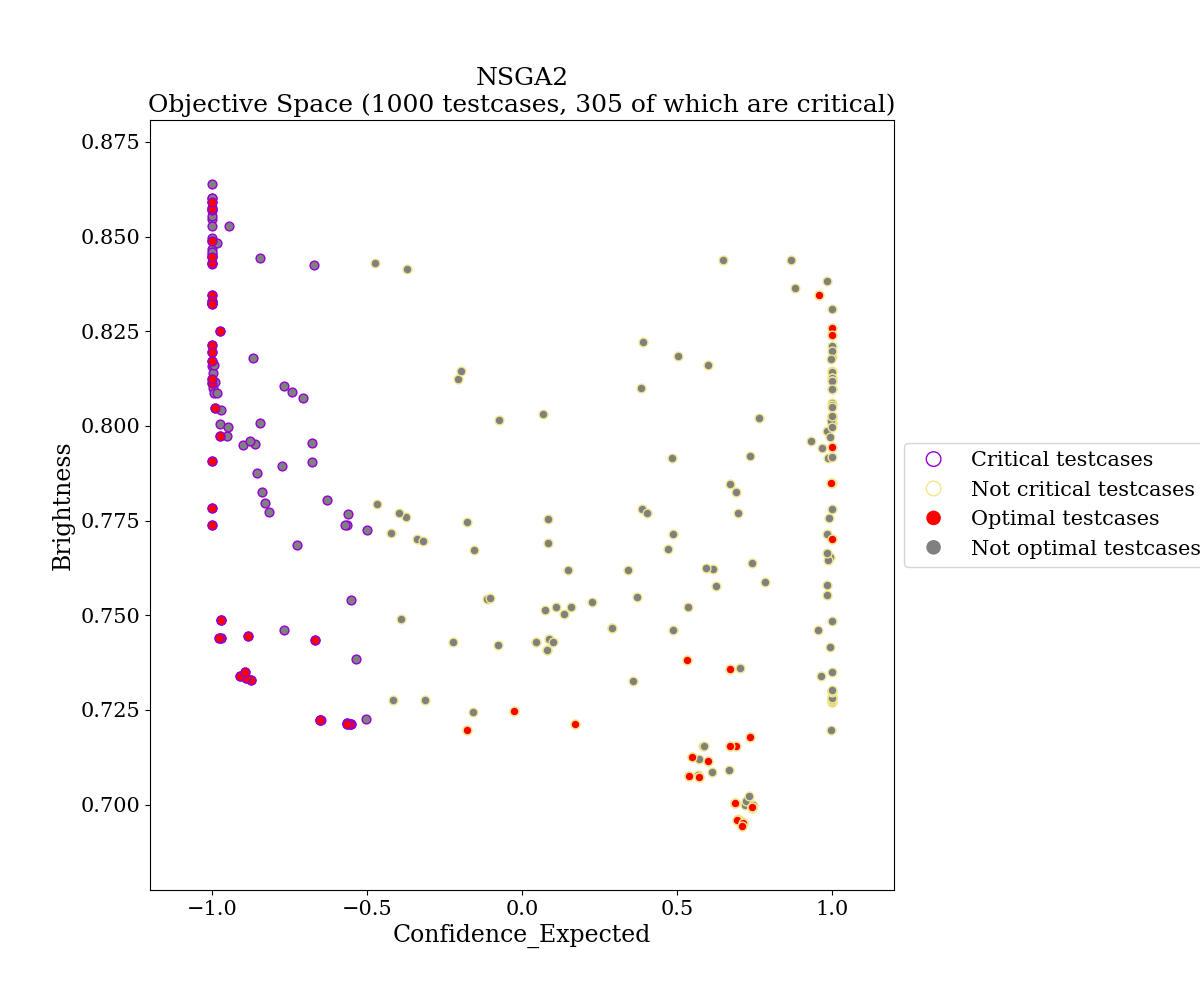 NSGA2
Objective Space (1000 testcases, 305 of which are critical)
0.875
0.850
0.825
0.800
0.775
0.750
0.725
0.700
Brightness
−1.0
−0.5
0.0
0.5
1.0
Confidence_Expected
Critical testcases
Not critical testcases
Optimal testcases
Not optimal testcases